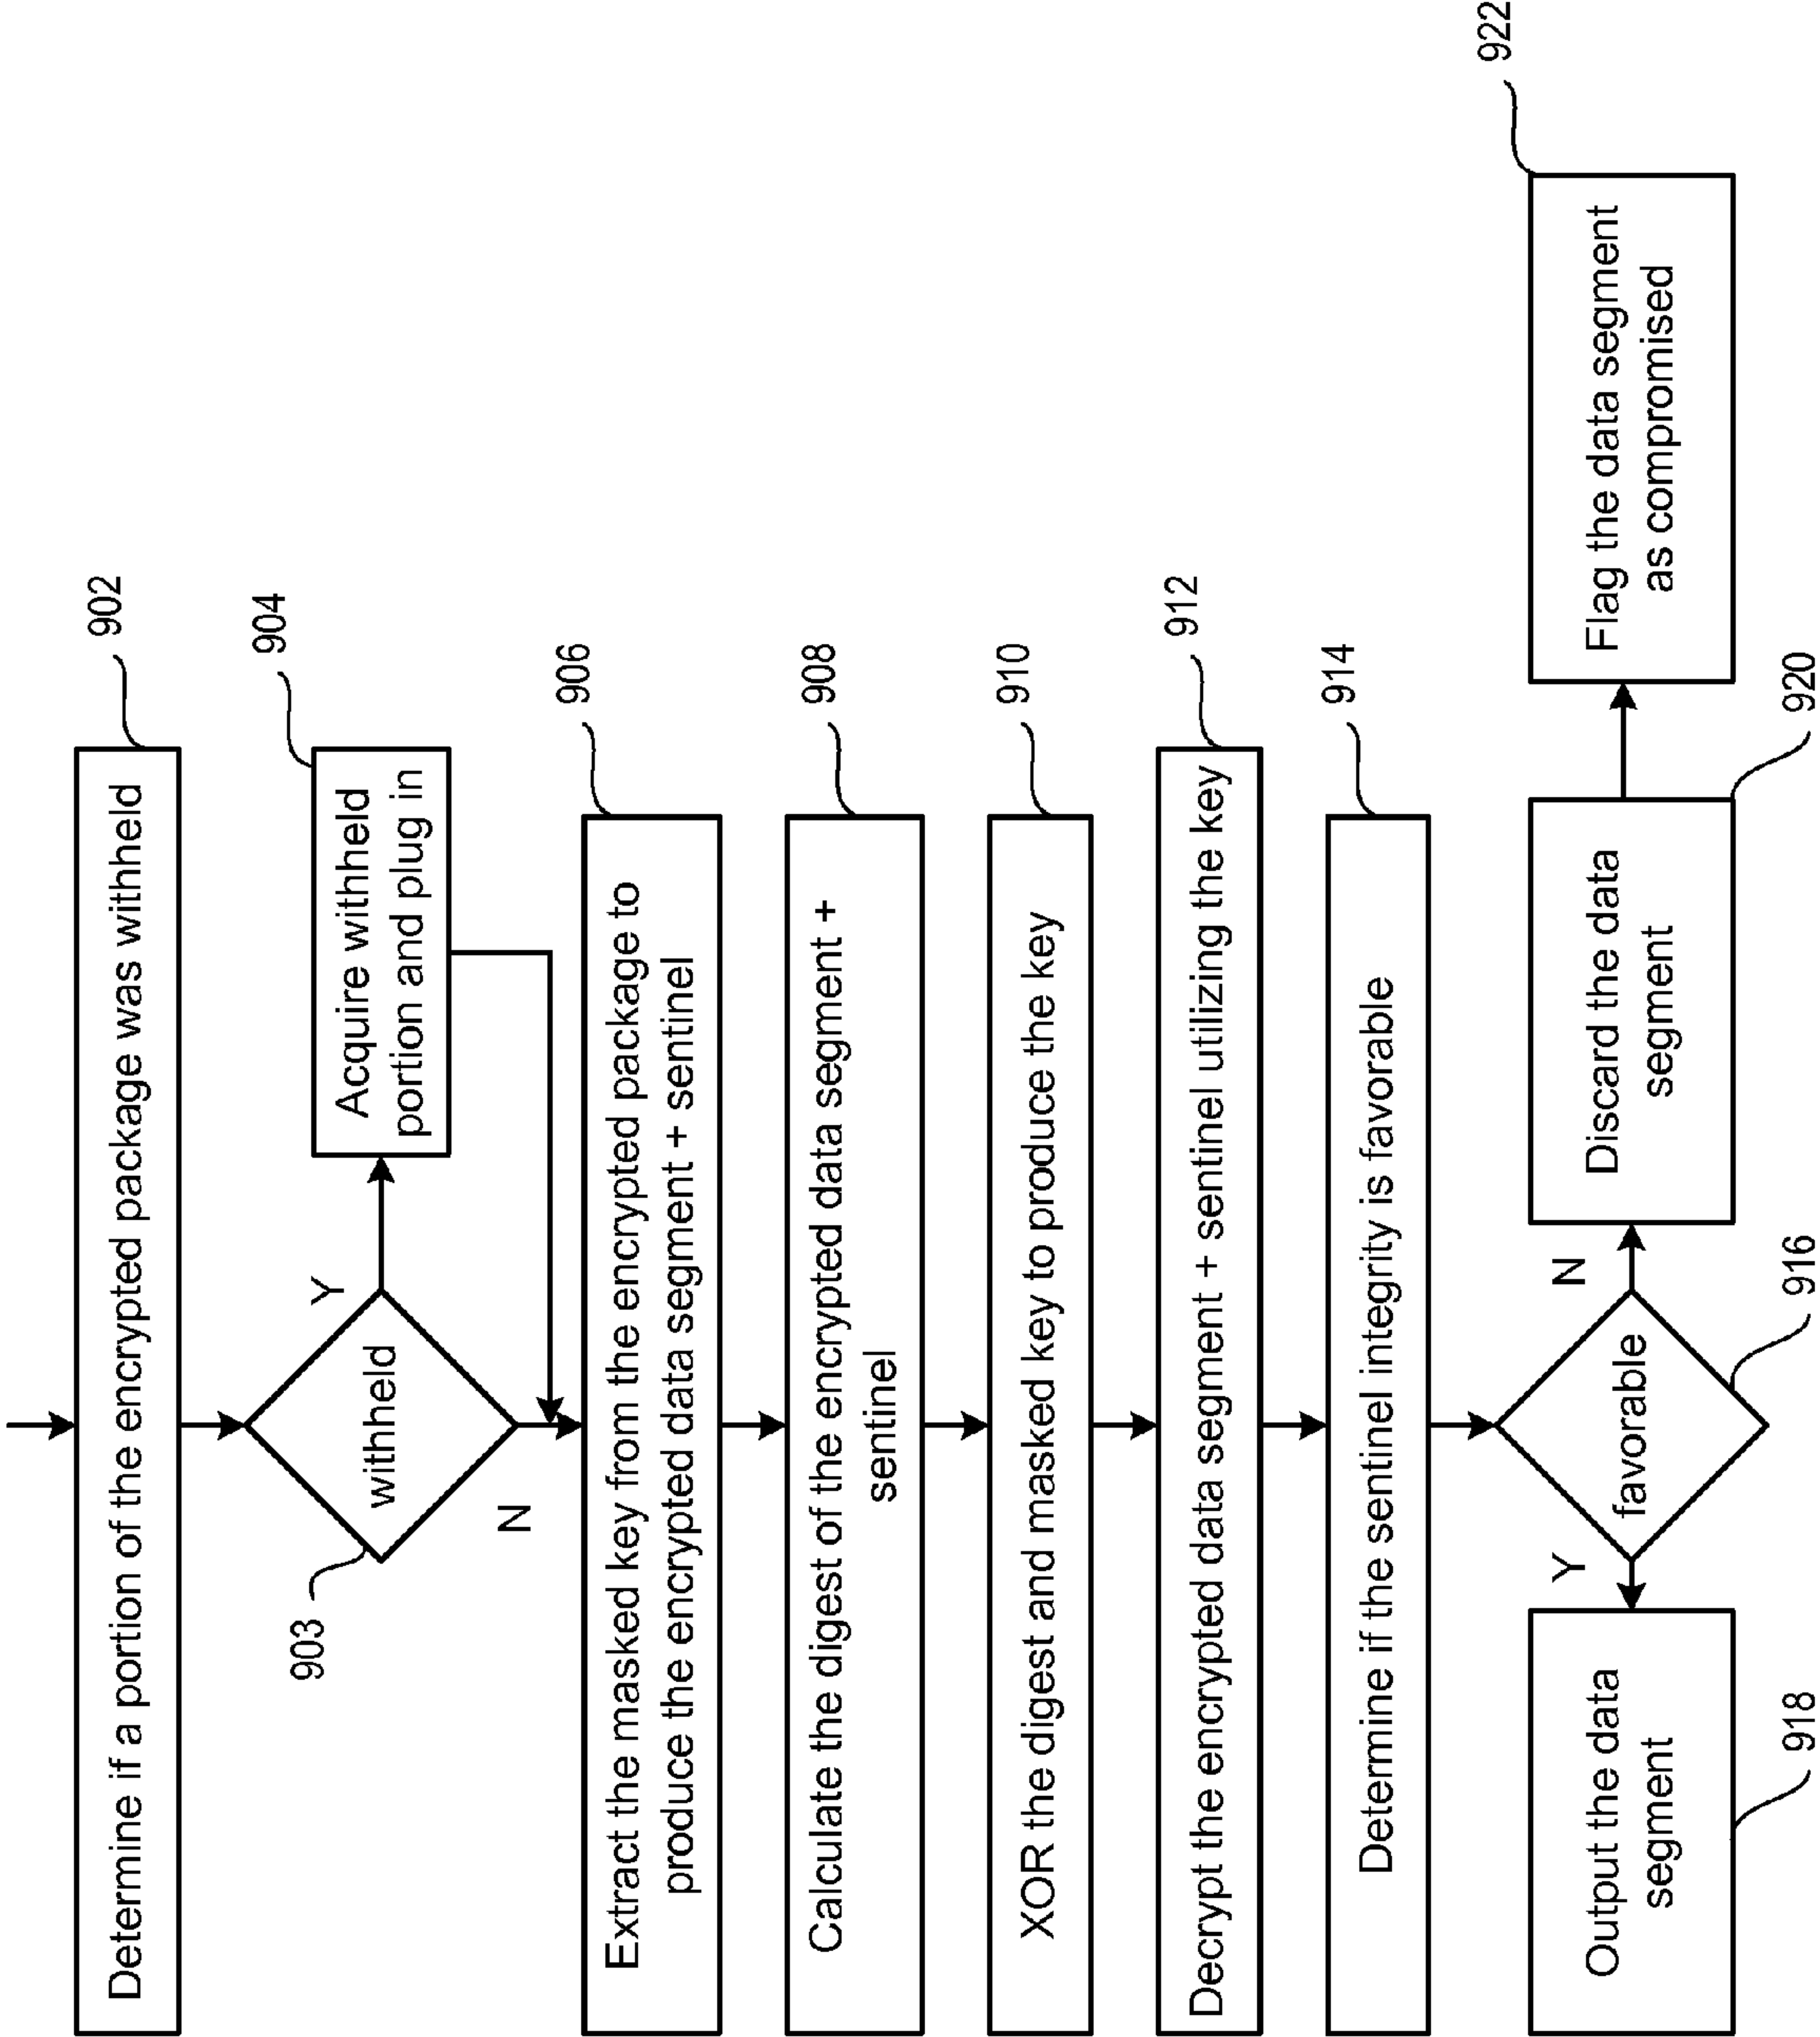 Determine if a portion of the encrypted package was withheld
902
withheld
903
Y
N
Acquire withheld
portion and plug in
904
Extract the masked key from the encrypted package to
produce the encrypted data segment + sentinel
906
Calculate the digest of the encrypted data segment +
sentinel
908
XOR the digest and masked key to produce the key
910
Decrypt the encrypted data segment + sentinel utilizing the key
912
Determine if the sentinel integrity is favorable
914
favorable
916
Y
N
Output the data
segment
918
Discard the data
segment
920
Flag the data segment
as compromised
922